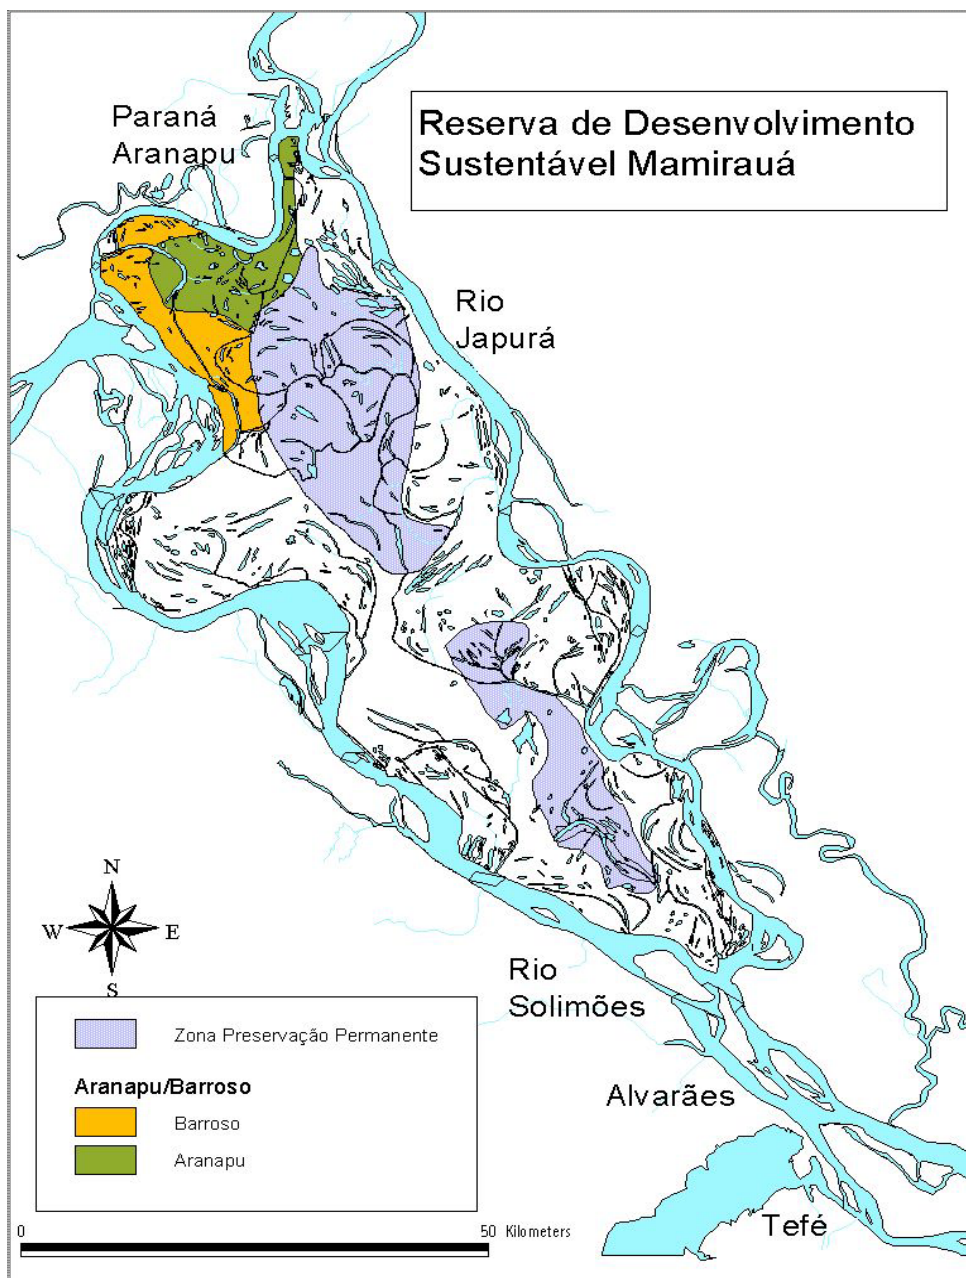 Paraná
Aranapu
Reserva de Desenvolvimento
Sustentável Mamirauá
Rio
Japurá
N
W
E
S
Rio
Solimões
Alvarães
Tefé
Zona Preservação Permanente
Aranapu/Barroso
Barroso
Aranapu
0
50 Kilometers